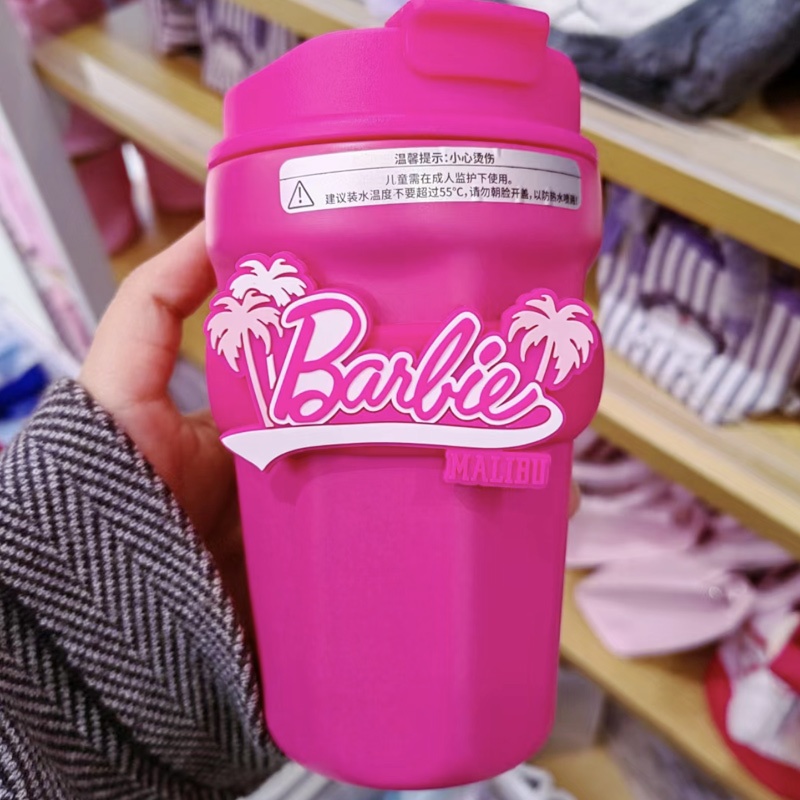 温馨提示:小心烫伤
儿童需在成人监护下使用。
建议装水温度不要超过55℃,请勿朝脸开盖,以防热水喷溅!
Barbie
MALIBU